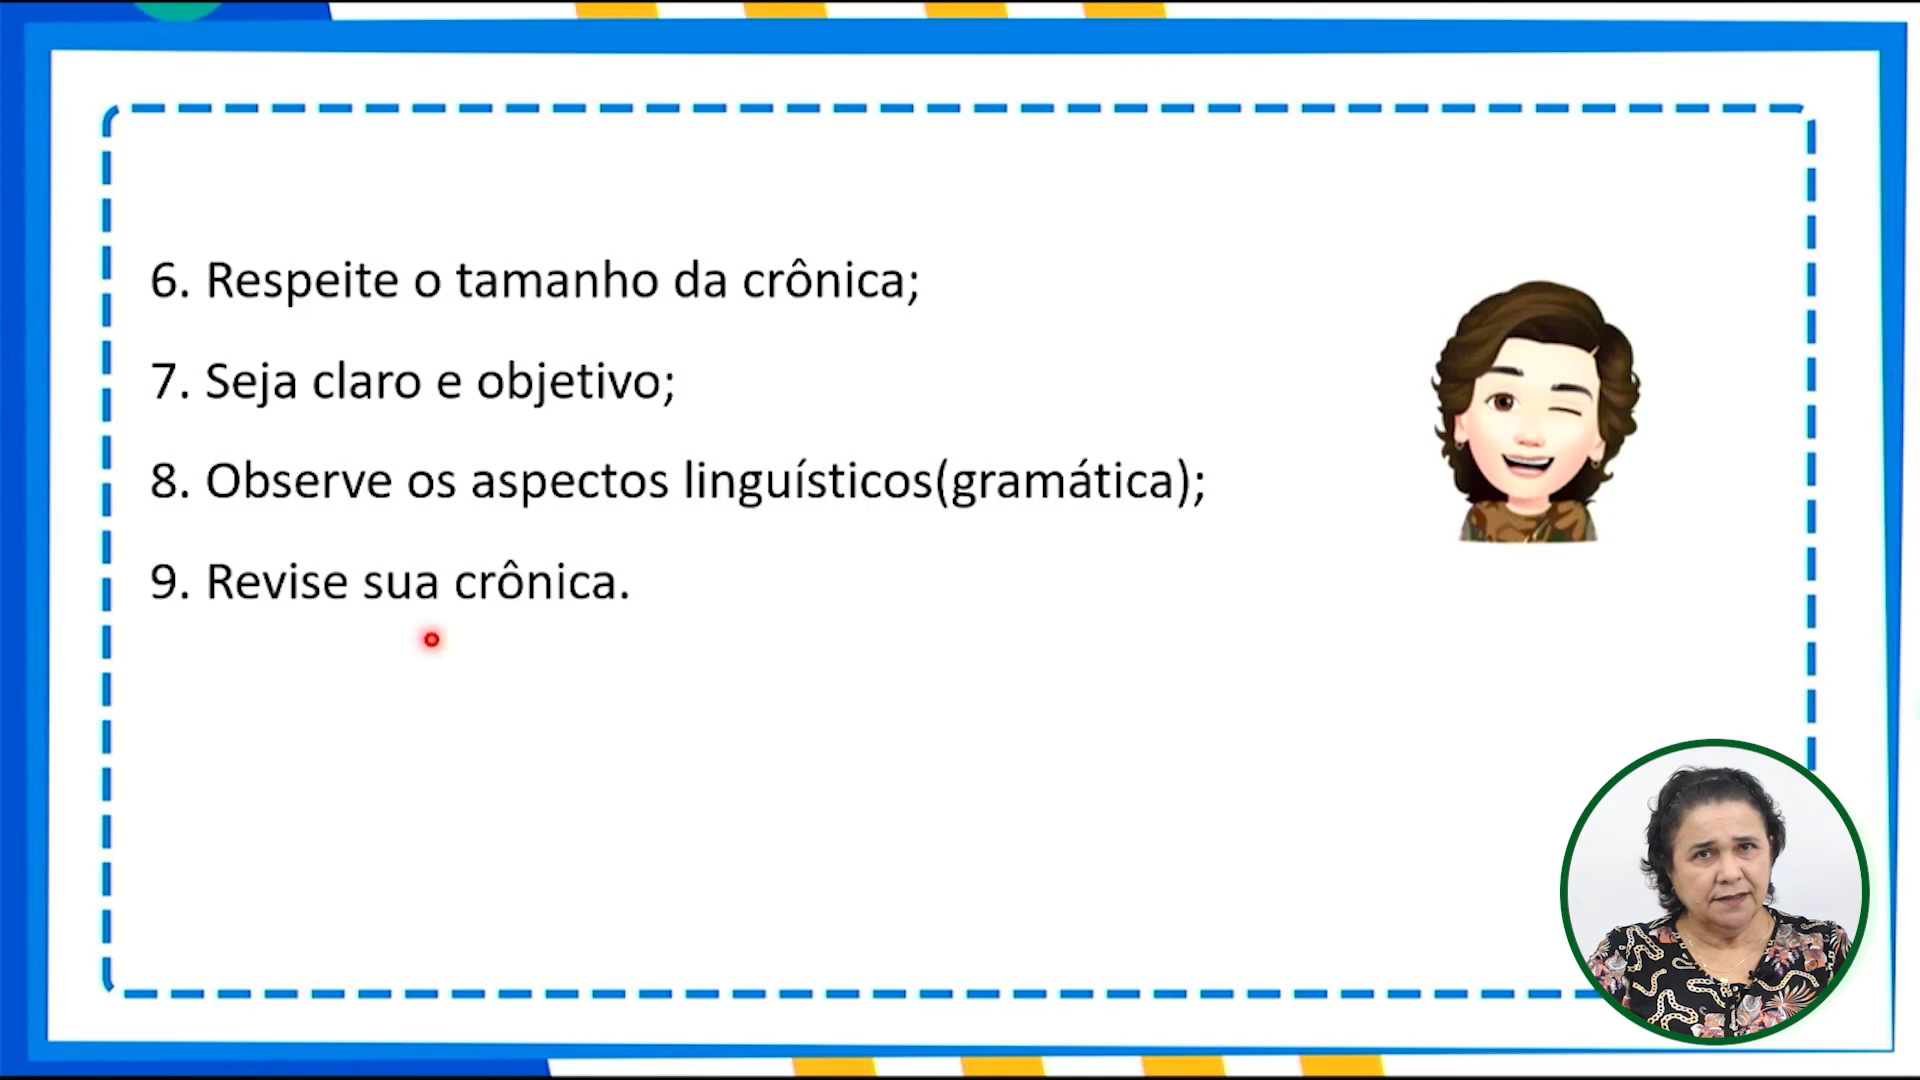 6. Respeite o tamanho da crônica;
7. Seja claro e objetivo;
8. Observe os aspectos linguísticos(gramática);
9. Revise sua crônica.